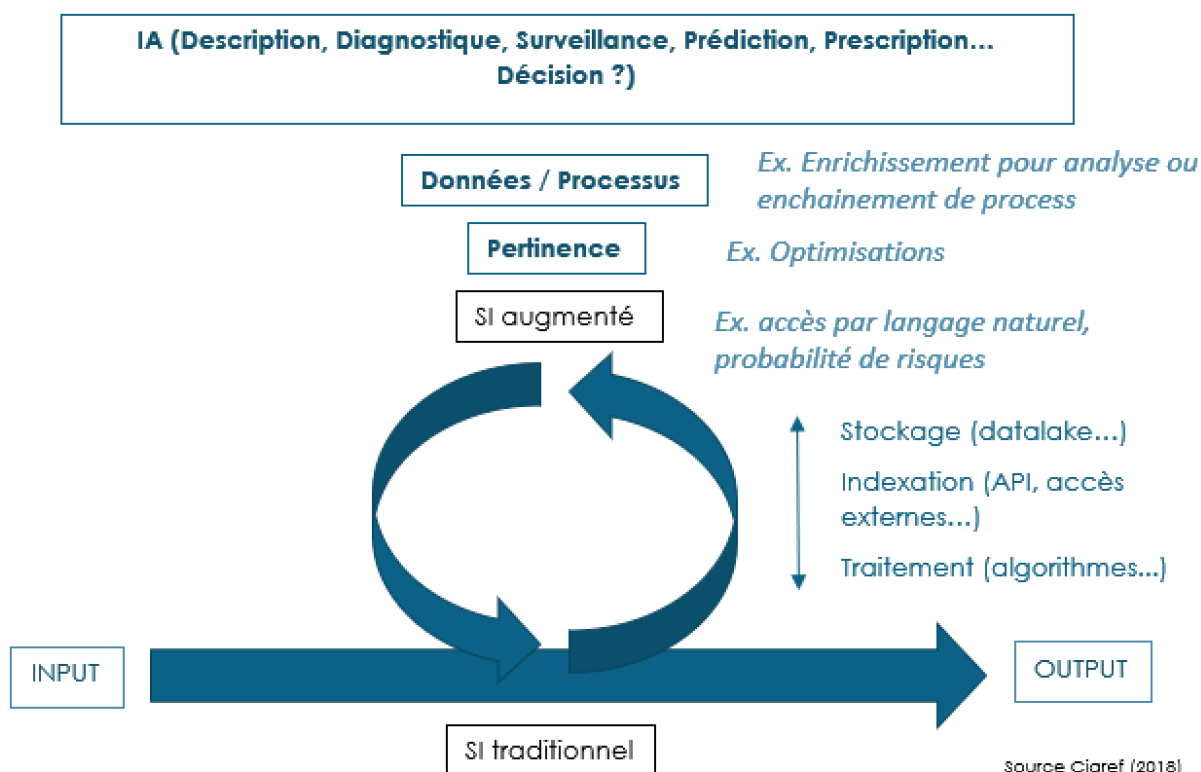 IA (Description, Diagnostique, Surveillance, Prédiction, Prescription...
Décision ?)
Données / Processus
Ex. Enrichissement pour analyse ou
enchainement de process
Pertinence
Ex. Optimisations
SI augmenté
Ex. accès par langage naturel,
probabilité de risques
Stockage (datalake...)
Indexation (API, accès
externes...)
Traitement (algorithmes...)
INPUT
OUTPUT
SI traditionnel
Source Cigref (2018)